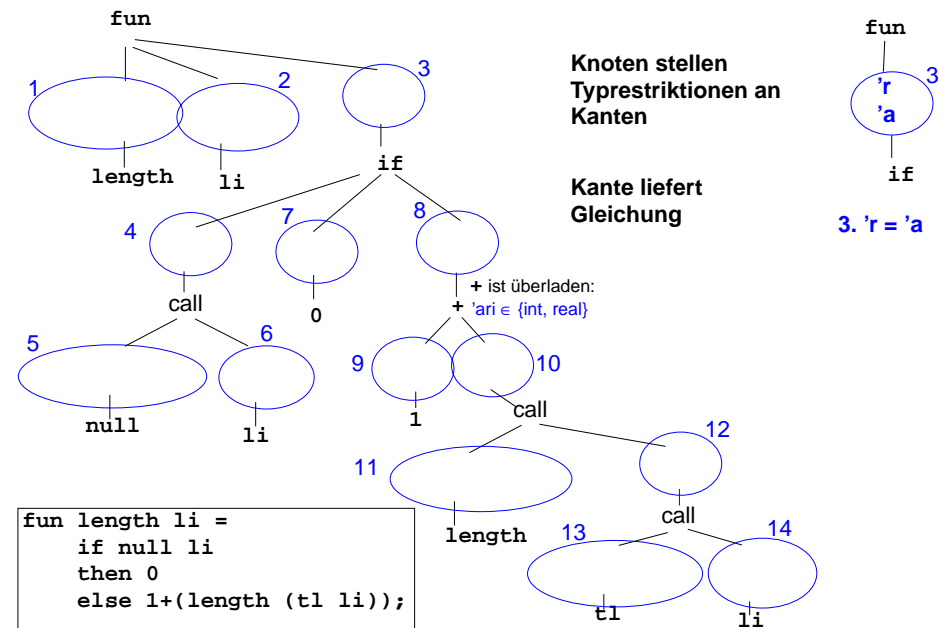 fun
1
2
3
length
li
if
4
7
8
call
0
+ ist überladen:
+ 'ari ∈ {int, real}
5
6
9
10
null
li
1
call
11
12
length
call
13
14
tl
li
Knoten stellen
Typrestriktionen an
Kanten
Kante liefert
Gleichung
fun
’r
3
’a
if
3. ’r = ’a
fun length li =
if null li
then 0
else 1+(length (tl li));